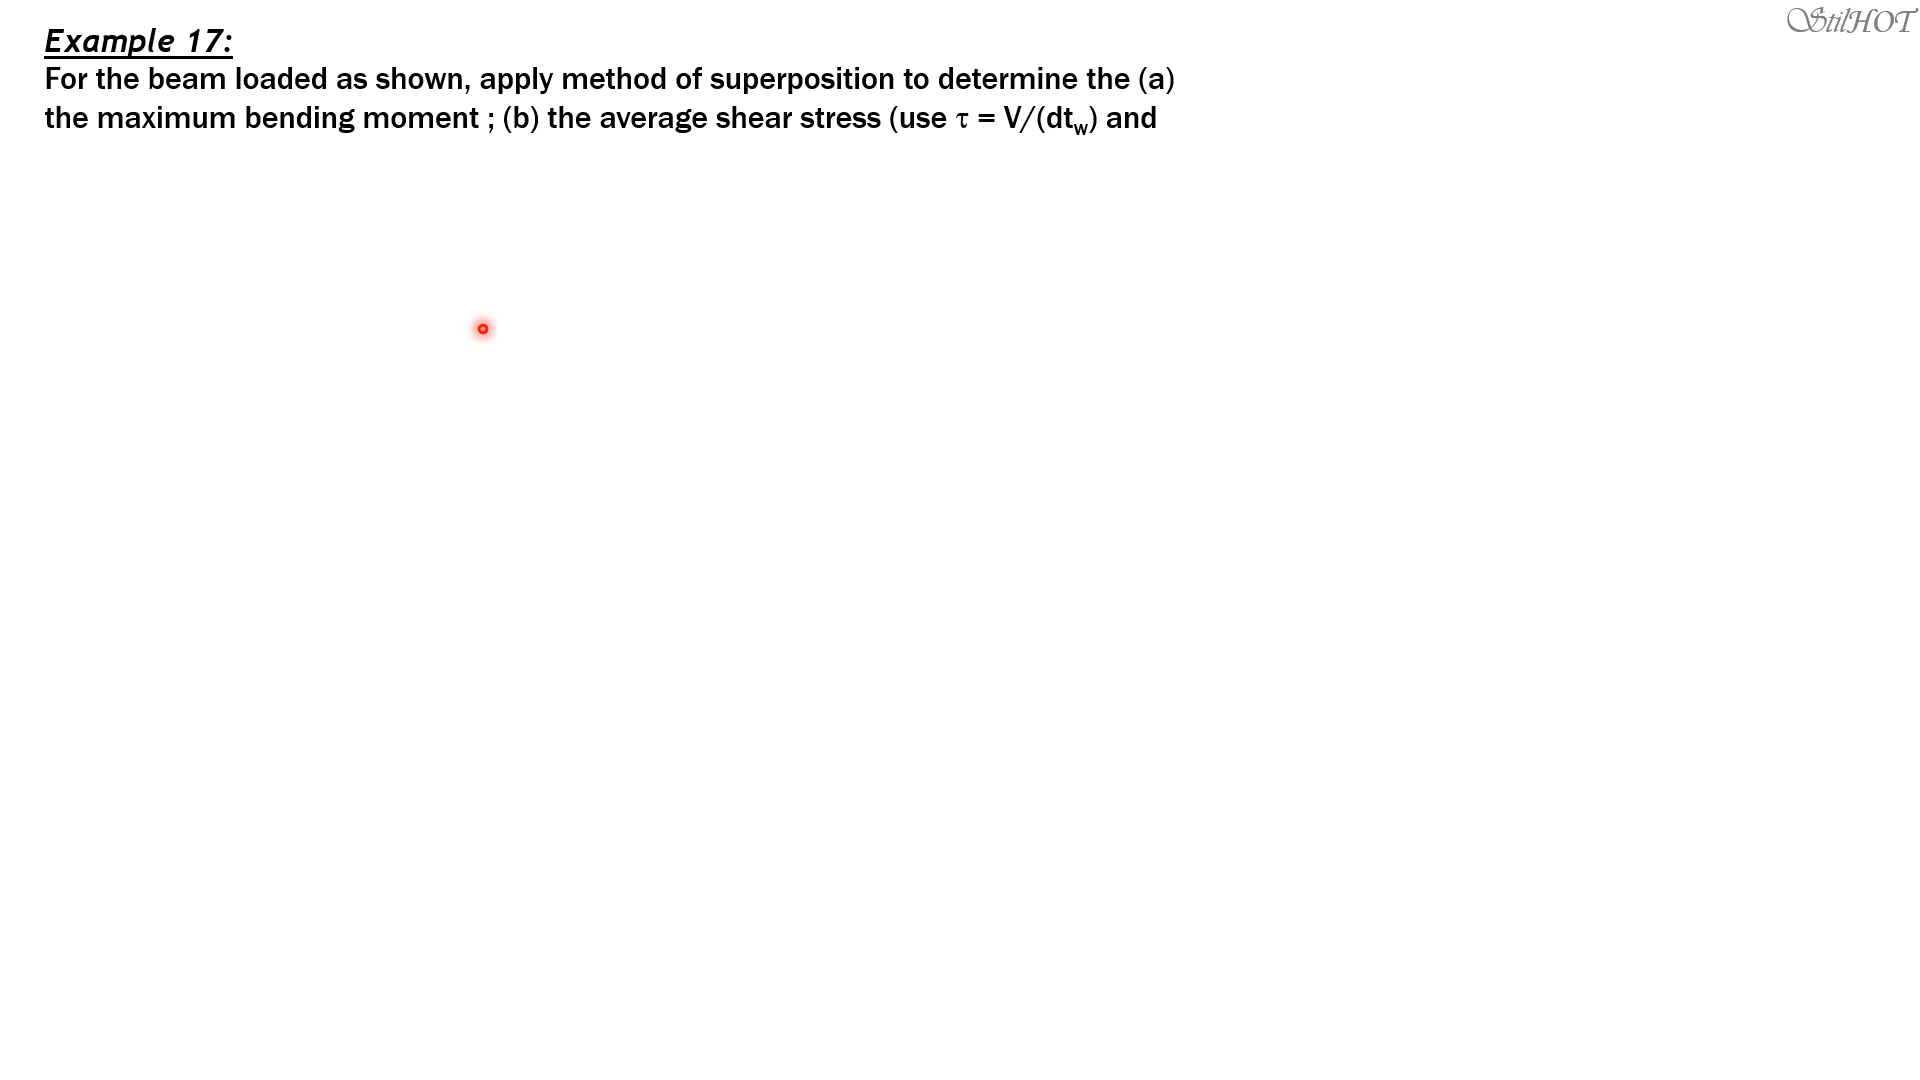 StilHOT
Example 17:
For the beam loaded as shown, apply method of superposition to determine the (a)
the maximum bending moment ; (b) the average shear stress (use τ = V/(dtw) and